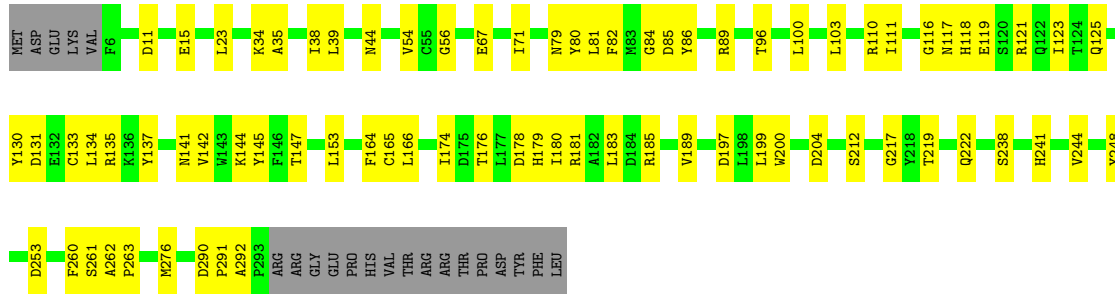 MET ASP GLU LYS VAL F6 D11 E15 L23 K34 A35 I38 L39 N44 V54 C55 G56 E67 I71 N79 Y80 L81 F82 M83 G84 D85 Y86 R89 T96 L100 L103 R110 I111 G116 N117 H118 E119 S120 R121 Q122 I123 T124 Q125
Y130 D131 E132 C133 L134 R135 K136 Y137 N141 V142 W143 K144 Y145 F146 T147 L153 F164 C165 L166 I174 D175 T176 L177 D178 H179 I180 R181 A182 L183 D184 R185 V189 D197 L198 L199 W200 D204 S212 G217 Y218 T219 Q222 S238 H241 V244
D253 F260 S261 A262 P263 M276 D290 P291 A292 P293 ARG ARG GLY GLU PRO HIS VAL THR ARG ARG THR PRO ASP TYR PHE LEU